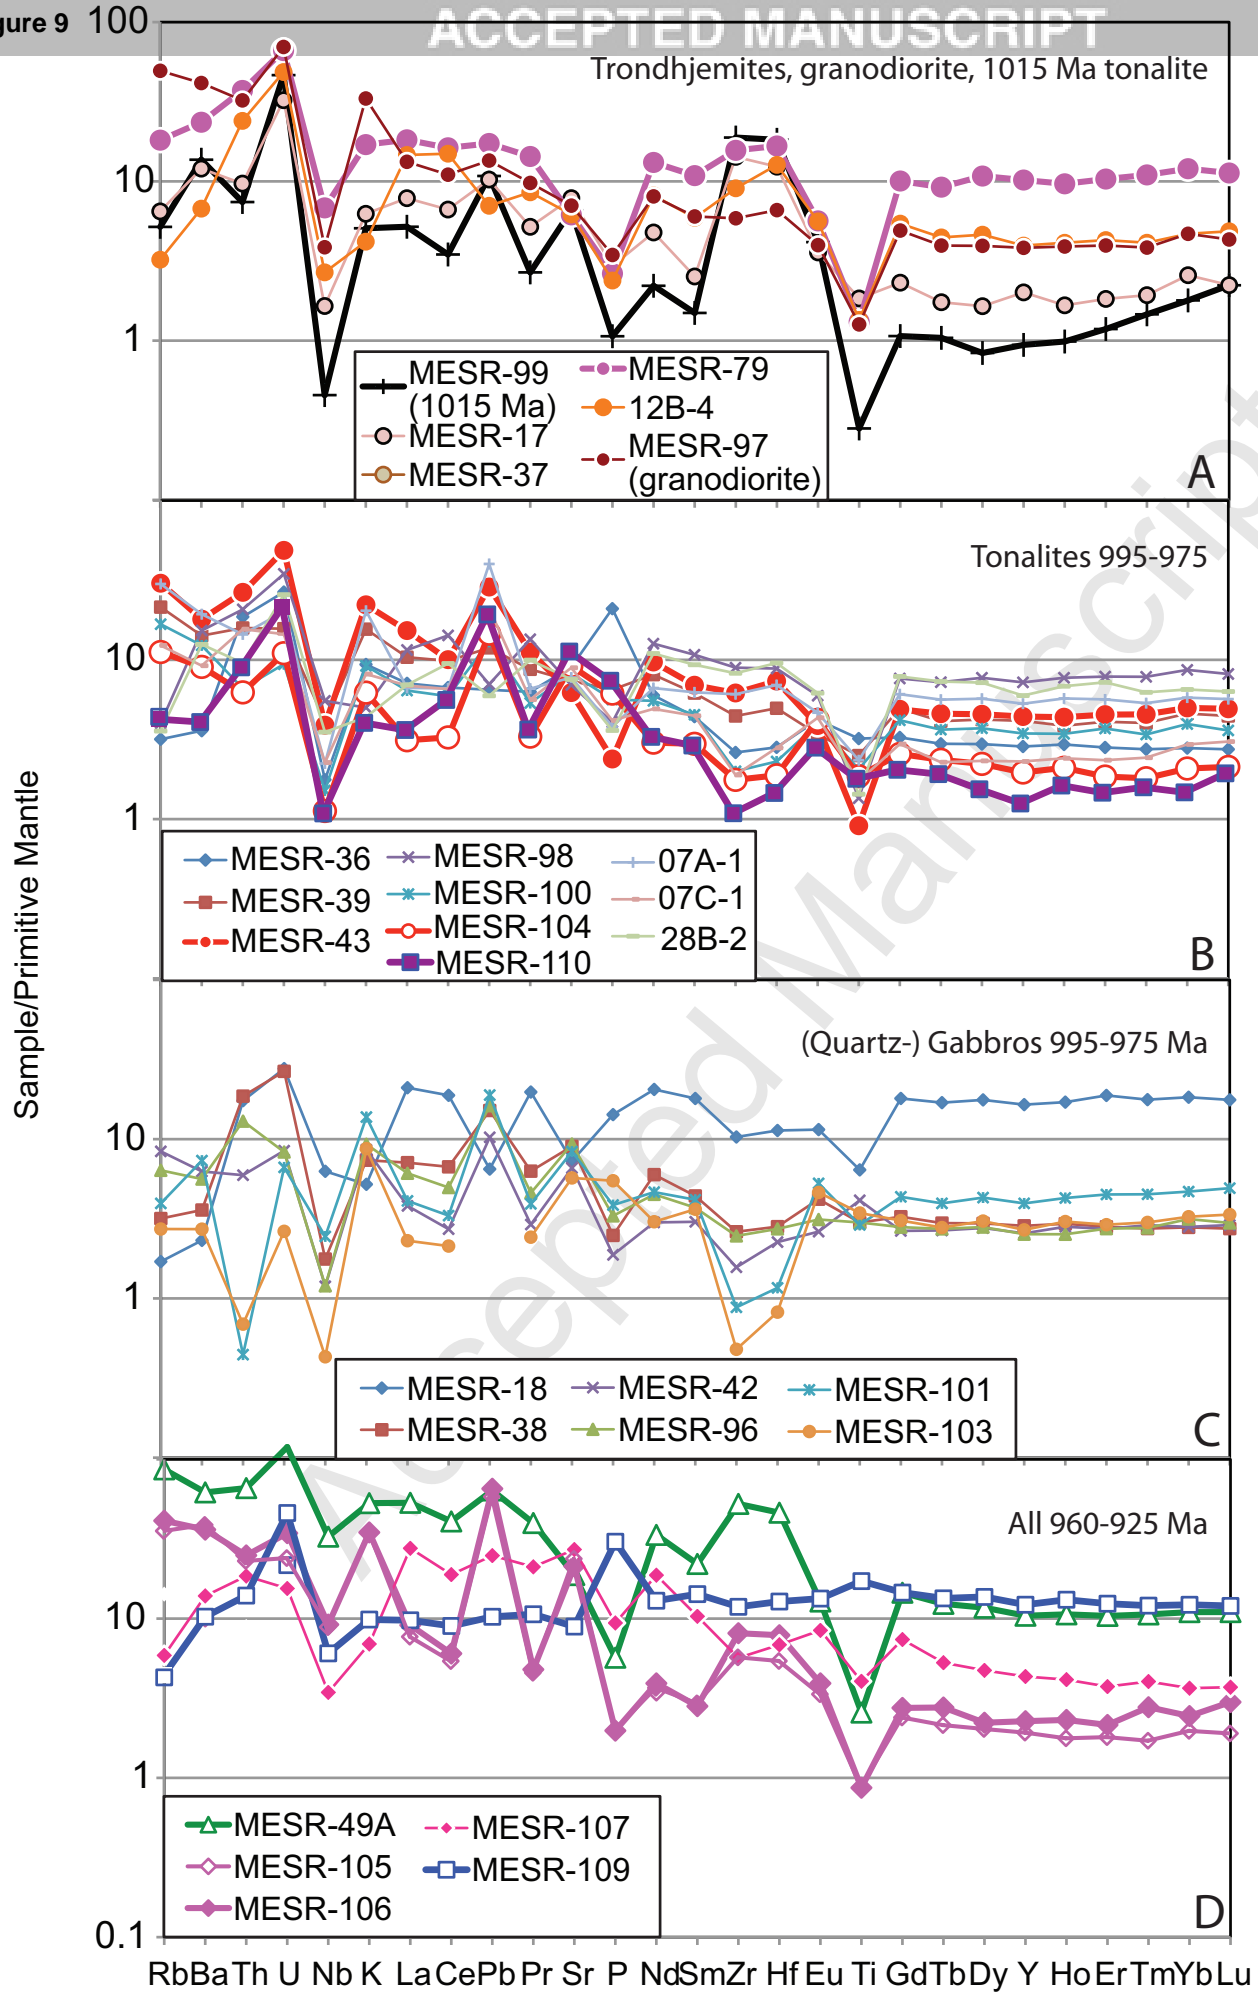 gure 9
ACCEPTED MANUSCRIPT
100
Trondhjemites, granodiorite, 1015 Ma tonalite
10
1
MESR-99
(1015 Ma)
MESR-17
MESR-37
MESR-79
12B-4
MESR-97
(granodiorite)
A
Tonalites 995-975
10
1
MESR-36
MESR-39
MESR-43
MESR-98
MESR-100
MESR-104
MESR-110
07A-1
07C-1
28B-2
B
Sample/Primitive Mantle
(Quartz-) Gabbros 995-975 Ma
10
1
MESR-18
MESR-38
MESR-42
MESR-96
MESR-101
MESR-103
C
All 960-925 Ma
10
1
MESR-49A
MESR-105
MESR-106
MESR-107
MESR-109
D
0.1
Rb Ba Th U Nb K La Ce Pb Pr Sr P Nd Sm Zr Hf Eu Ti Gd Tb Dy Y Ho Er Tm Yb Lu
Accepted Manuscript